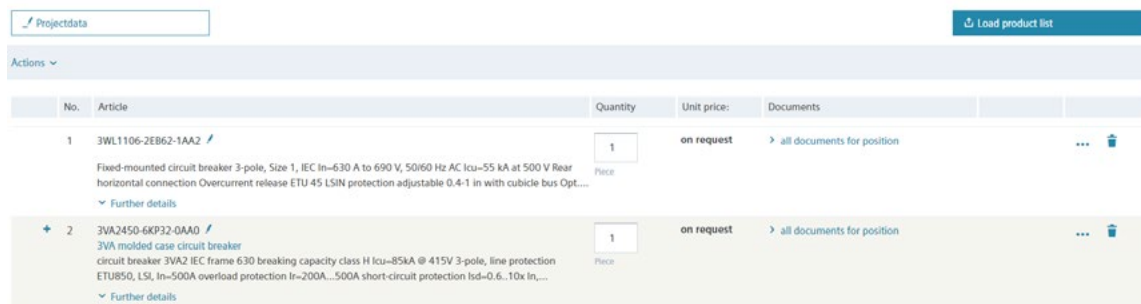 Projectdata
Load product list
Actions
No. Article Quantity Unit price: Documents
1 3WL1106-2EB62-1AA2 1 on request all documents for position ...
Piece
Fixed-mounted circuit breaker 3-pole, Size 1, IEC In=630 A to 690 V, 50/60 Hz AC Icu=55 kA at 500 V Rear
horizontal connection Overcurrent release ETU 45 LSIN protection adjustable 0.4-1 in with cubicle bus Opt....
Further details
+ 2 3VA2450-6KP32-0AA0 1 on request all documents for position ...
3VA molded case circuit breaker
Piece
circuit breaker 3VA2 IEC frame 630 breaking capacity class H Icu=85kA @ 415V 3-pole, line protection
ETU850, LSI, In=500A overload protection Ir=200A...500A short-circuit protection Isd=0.6..10x In,...
Further details